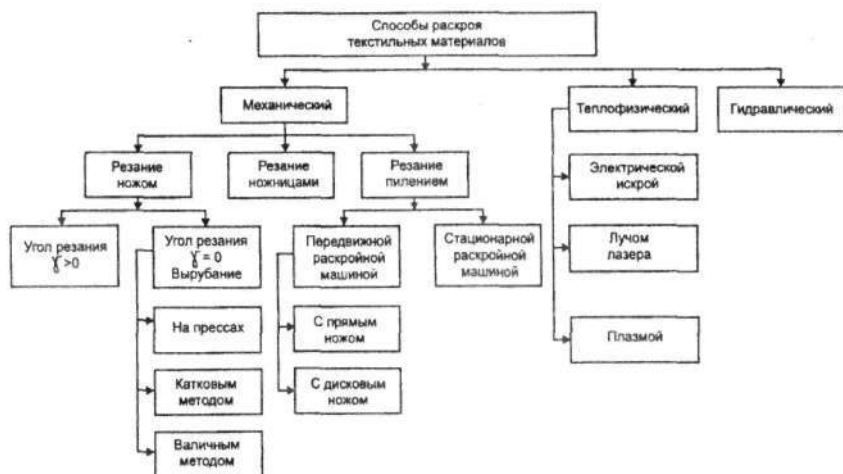 Способы раскроя
текстильных материалов
Механический
Теплофизический
Гидравлический
Резание
ножом
Резание
ножницами
Резание
пилением
Электрической
искрой
Угол резания
γ >0
Угол резания
γ = 0
Вырубание
Передвижной
раскройной
машиной
Стационарной
раскройной
машиной
Лучом
лазера
На прессах
С прямым
ножом
Плазмой
Катковым
методом
С дисковым
ножом
Валичным
методом